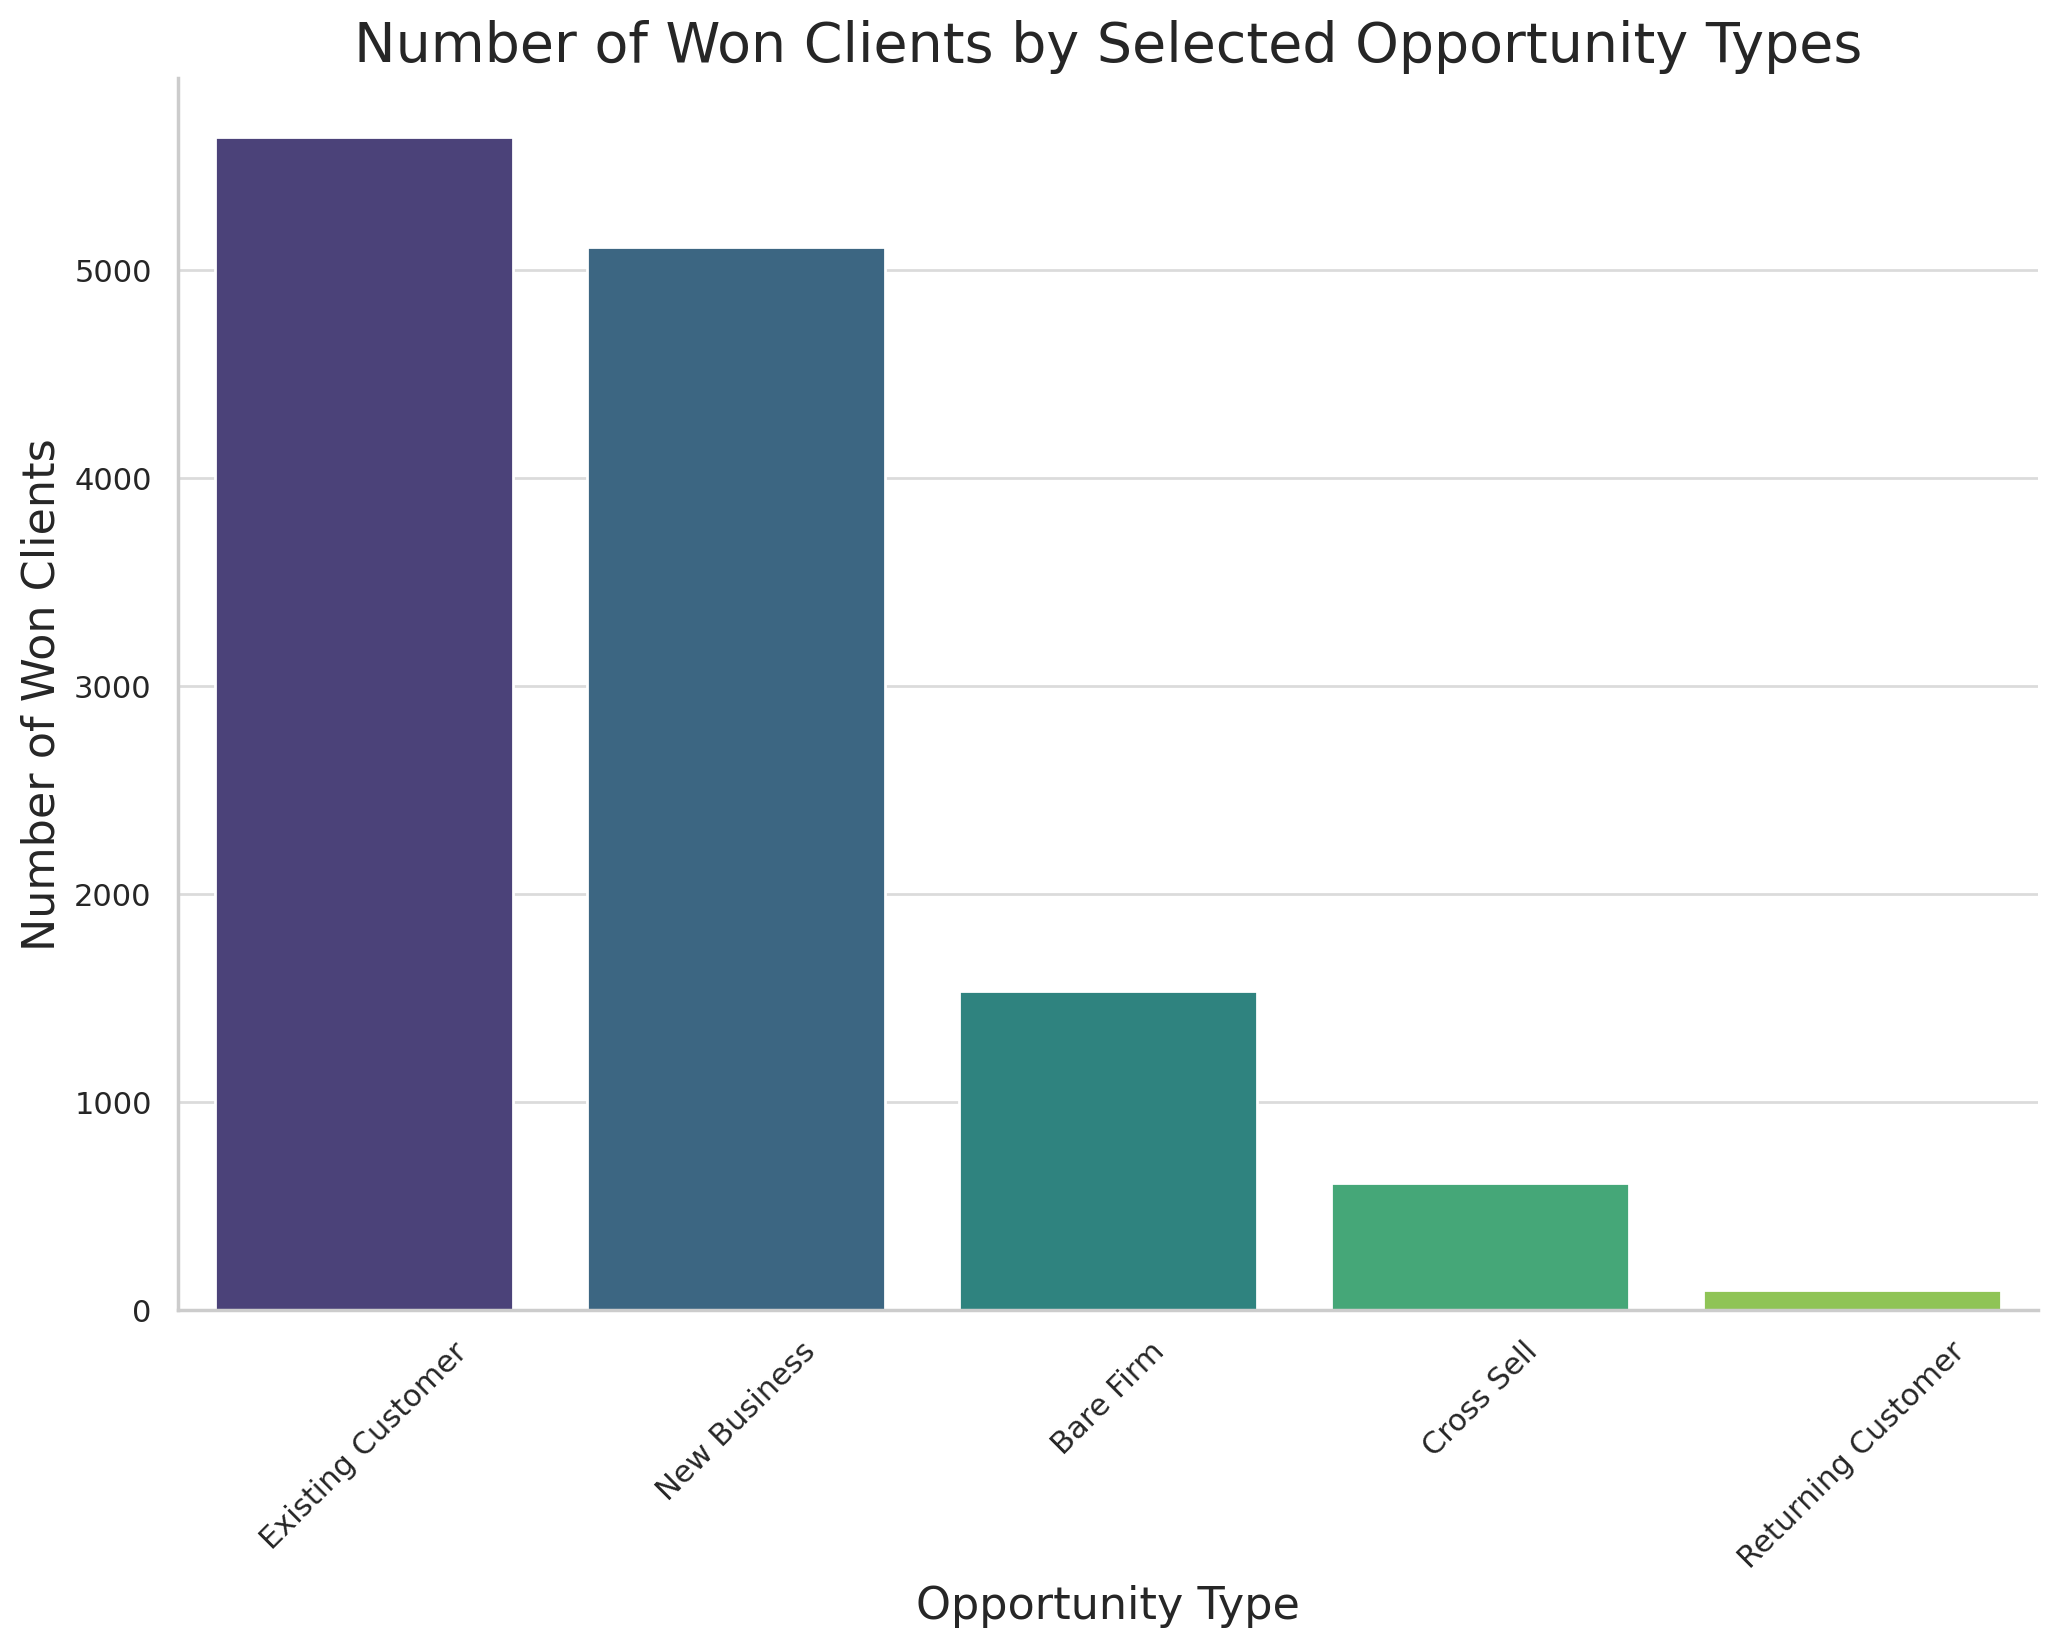 Number of Won Clients by Selected Opportunity Types
Number of Won Clients
5000
4000
3000
2000
1000
0
Existing Customer
New Business
Bare Firm
Cross Sell
Returning Customer
Opportunity Type